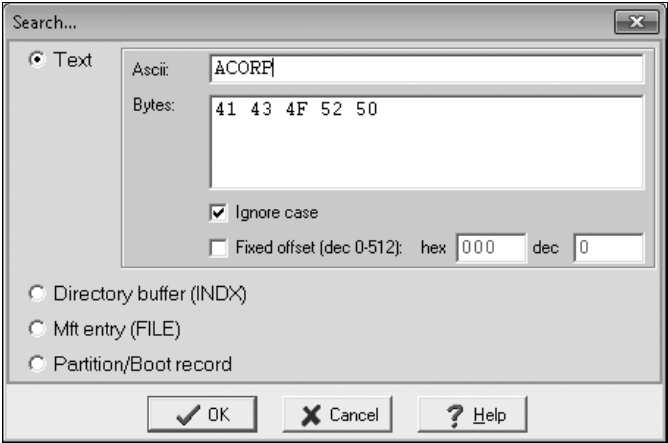 Search...
Text
Ascii: ACORP
Bytes: 41 43 4F 52 50
Ignore case
Fixed offset (dec 0-512): hex 000 dec 0
Directory buffer (INDX)
Mft entry (FILE)
Partition/Boot record
OK Cancel Help